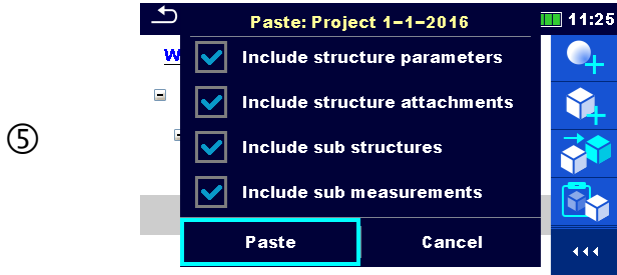 Paste: Project 1-1-2016
11:25
W
Include structure parameters
Include structure attachments
⑤
Include sub structures
Include sub measurements
Paste
Cancel